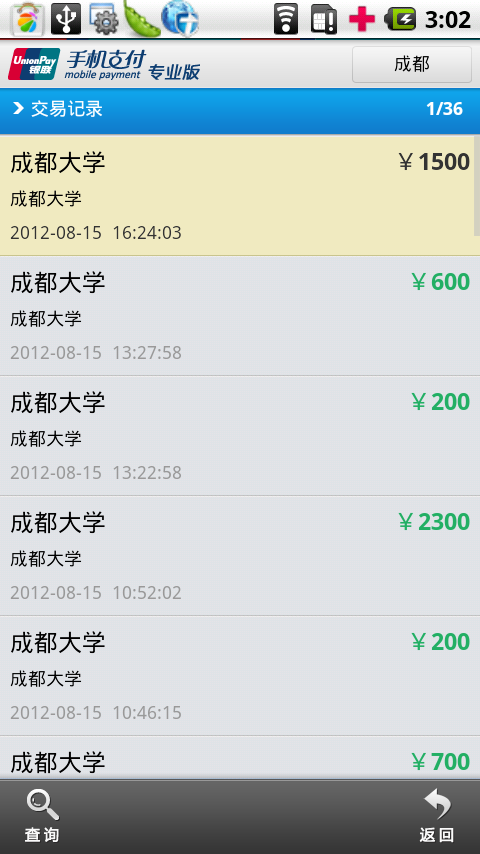 3:02
UnionPay
银联
手机支付
mobile payment 专业版
成都
交易记录 1/36
成都大学 ￥1500
成都大学
2012-08-15 16:24:03
成都大学 ￥600
成都大学
2012-08-15 13:27:58
成都大学 ￥200
成都大学
2012-08-15 13:22:58
成都大学 ￥2300
成都大学
2012-08-15 10:52:02
成都大学 ￥200
成都大学
2012-08-15 10:46:15
成都大学 ￥700
查询 返回